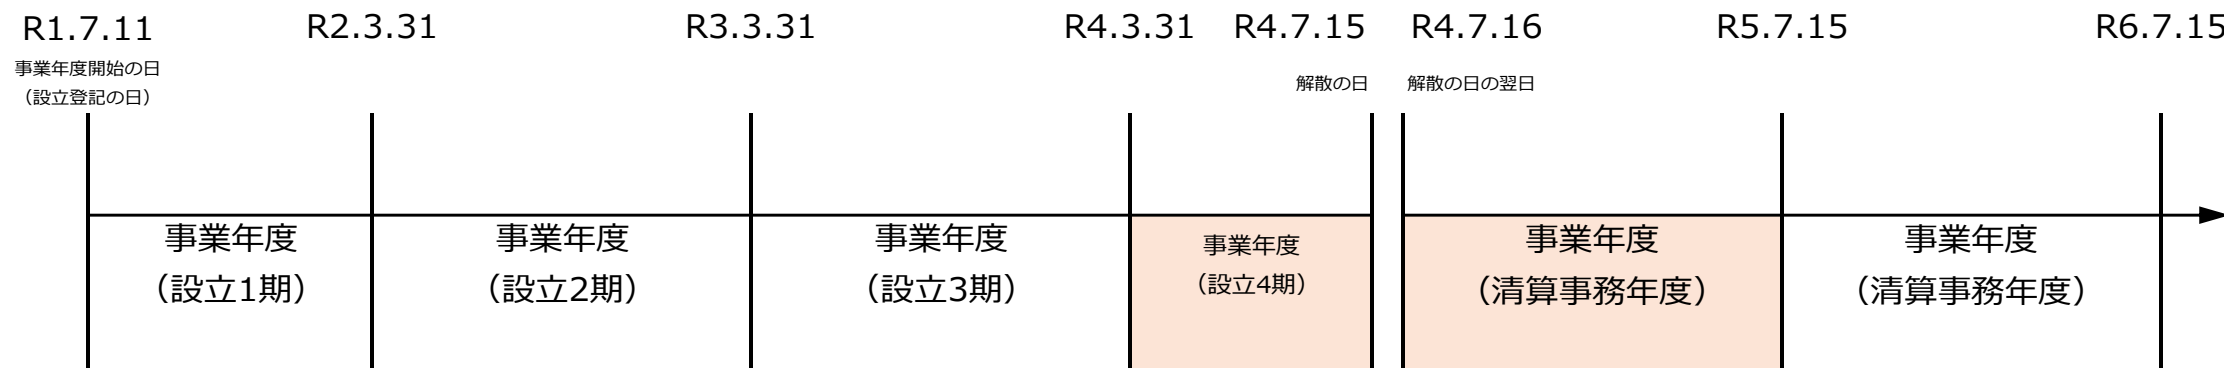 R1.7.11 R2.3.31 R3.3.31 R4.3.31 R4.7.15 R4.7.16 R5.7.15 R6.7.15
事業年度開始の日
（設立登記の日）
解散の日 解散の日の翌日
事業年度 事業年度 事業年度 事業年度 事業年度 事業年度
（設立1期） （設立2期） （設立3期） （設立4期） （清算事務年度） （清算事務年度）